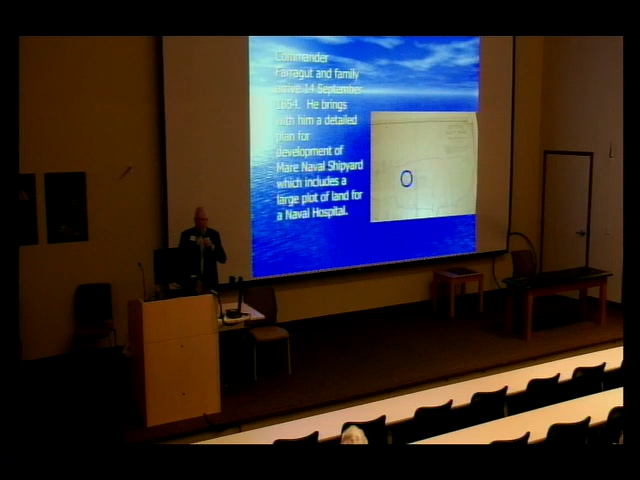 Commander
Farragut and family
arrive 14 September
1854. He brings
with him a detailed
plan for
development of
Mare Naval Shipyard
which includes a
large plot of land for
a Naval Hospital.